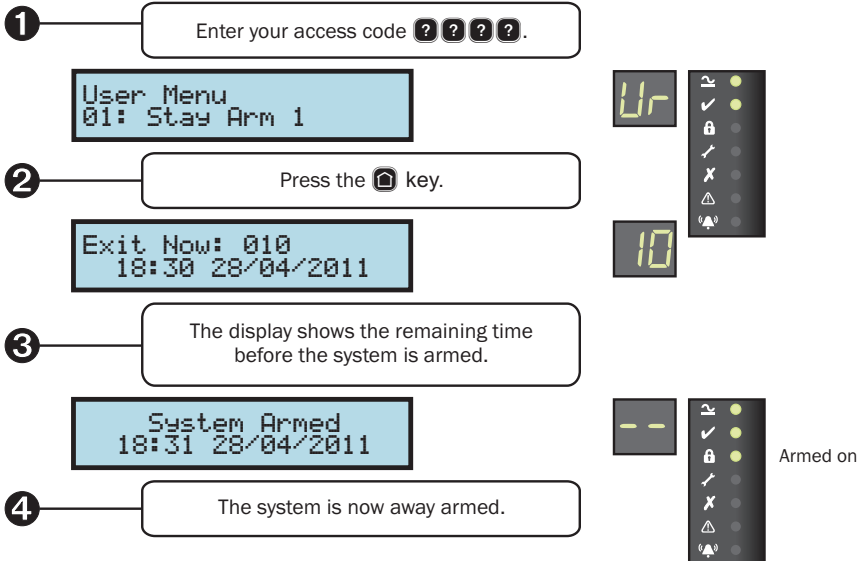 1
Enter your access code ? ? ? ?.
User Menu
01: Stay Arm 1
Ur
2
Press the key.
Exit Now: 010
18:30 28/04/2011
10
3
The display shows the remaining time
before the system is armed.
System Armed
18:31 28/04/2011
--
Armed on
4
The system is now away armed.